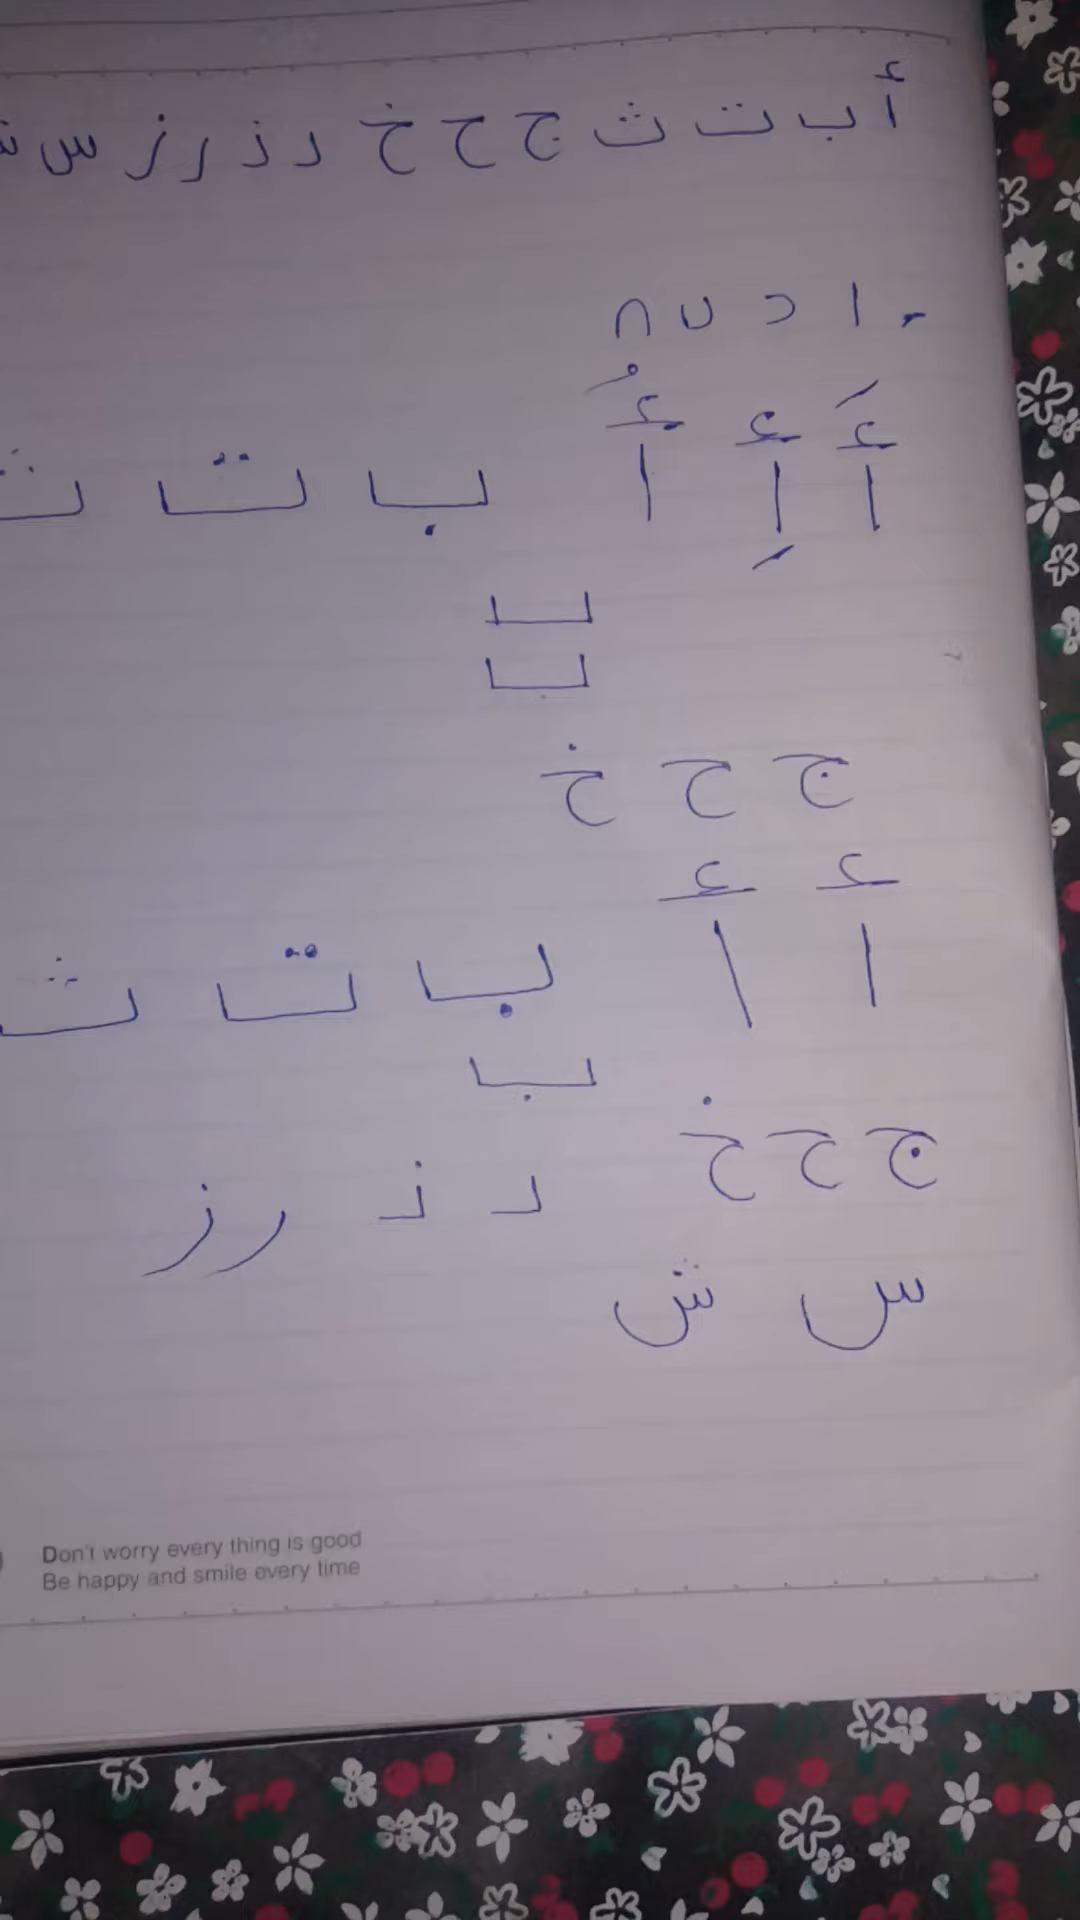 أ ب ت ث ج ح خ د ذ ر ز س
أَ إِ أُ ب ت ث
ج ح خ
أ أ ب ت ث
ب
ج ح خ
د ذ ر ز
س ش
Don't worry every thing is good
Be happy and smile every time